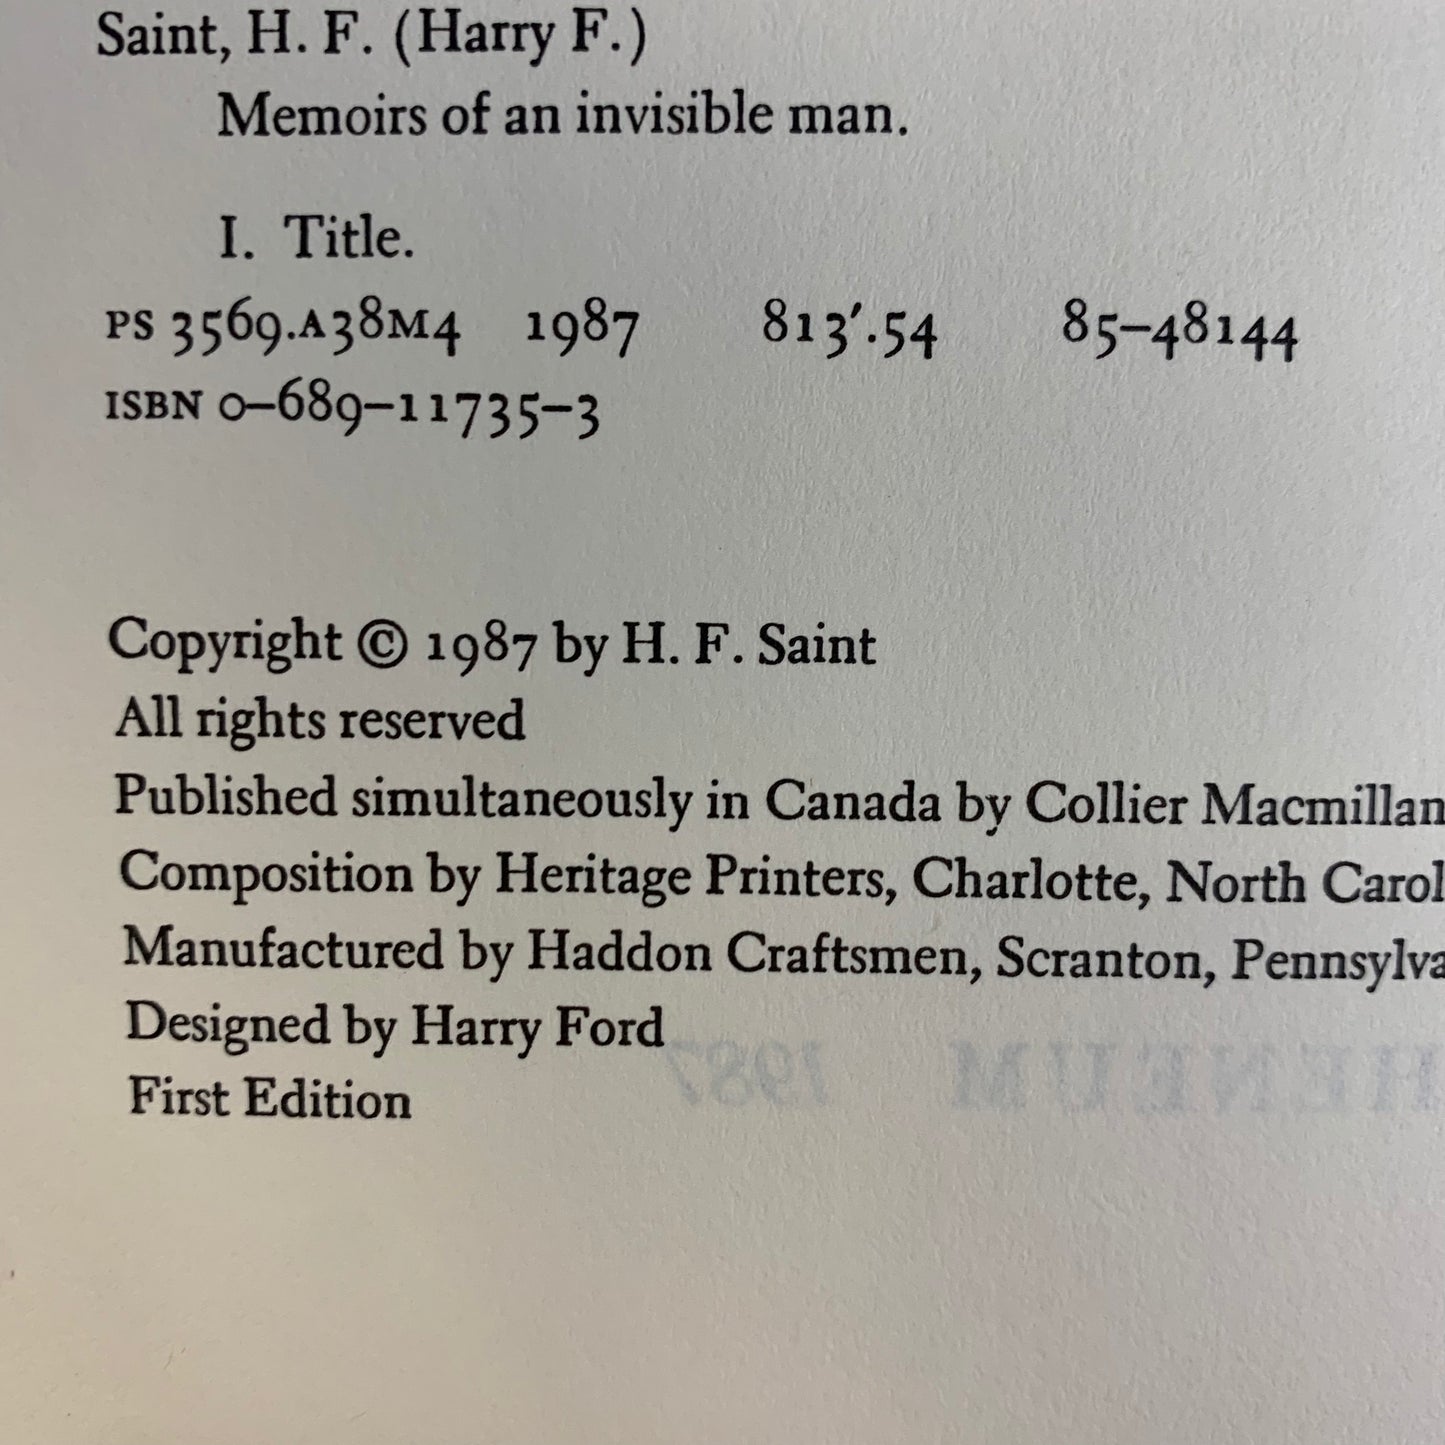 Saint, H. F. (Harry F.)
Memoirs of an invisible man.
I. Title.
PS 3569.A38M4 1987 813′.54 85–48144
ISBN 0–689–11735–3
Copyright © 1987 by H. F. Saint
All rights reserved
Published simultaneously in Canada by Collier Macmillan
Composition by Heritage Printers, Charlotte, North Carol
Manufactured by Haddon Craftsmen, Scranton, Pennsylva
Designed by Harry Ford
First Edition
HENEUM 1987